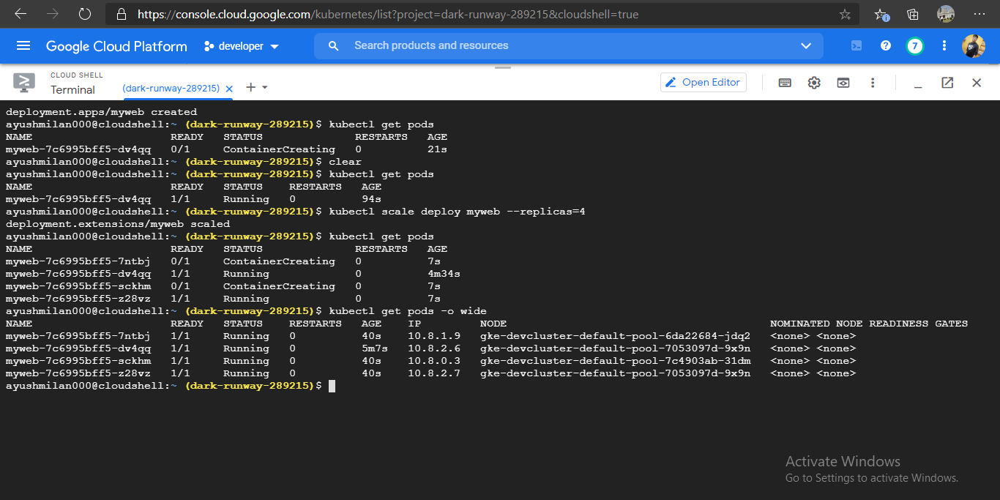 https://console.cloud.google.com/kubernetes/list?project=dark-runway-289215&cloudshell=true
Google Cloud Platform developer Search products and resources 7
CLOUD SHELL
Terminal (dark-runway-289215) Open Editor
deployment.apps/myweb created
ayushmilan000@cloudshell:~ (dark-runway-289215)$ kubectl get pods
NAME READY STATUS RESTARTS AGE
myweb-7c6995bff5-dv4qq 0/1 ContainerCreating 0 21s
ayushmilan000@cloudshell:~ (dark-runway-289215)$ clear
ayushmilan000@cloudshell:~ (dark-runway-289215)$ kubectl get pods
NAME READY STATUS RESTARTS AGE
myweb-7c6995bff5-dv4qq 1/1 Running 0 94s
ayushmilan000@cloudshell:~ (dark-runway-289215)$ kubectl scale deploy myweb --replicas=4
deployment.extensions/myweb scaled
ayushmilan000@cloudshell:~ (dark-runway-289215)$ kubectl get pods
NAME READY STATUS RESTARTS AGE
myweb-7c6995bff5-7ntbj 0/1 ContainerCreating 0 7s
myweb-7c6995bff5-dv4qq 1/1 Running 0 4m34s
myweb-7c6995bff5-sckhm 0/1 ContainerCreating 0 7s
myweb-7c6995bff5-z28vz 1/1 Running 0 7s
ayushmilan000@cloudshell:~ (dark-runway-289215)$ kubectl get pods -o wide
NAME READY STATUS RESTARTS AGE IP NODE NOMINATED NODE READINESS GATES
myweb-7c6995bff5-7ntbj 1/1 Running 0 40s 10.8.1.9 gke-devcluster-default-pool-6da22684-jdq2 <none> <none>
myweb-7c6995bff5-dv4qq 1/1 Running 0 5m7s 10.8.2.6 gke-devcluster-default-pool-7053097d-9x9n <none> <none>
myweb-7c6995bff5-sckhm 1/1 Running 0 40s 10.8.0.3 gke-devcluster-default-pool-7c4903ab-31dm <none> <none>
myweb-7c6995bff5-z28vz 1/1 Running 0 40s 10.8.2.7 gke-devcluster-default-pool-7053097d-9x9n <none> <none>
ayushmilan000@cloudshell:~ (dark-runway-289215)$
Activate Windows
Go to Settings to activate Windows.